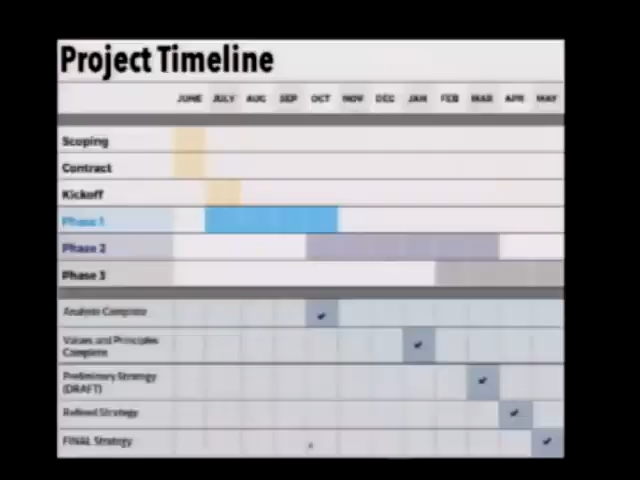 Project Timeline
JUNE JULY AUG SEP OCT NOV DEC JAN FEB MAR APR MAY
Scoping
Contract
Kickoff
Phase 1
Phase 2
Phase 3
Analysis Complete
Values and Principles
Complete
Preliminary Strategy
(DRAFT)
Refined Strategy
FINAL Strategy